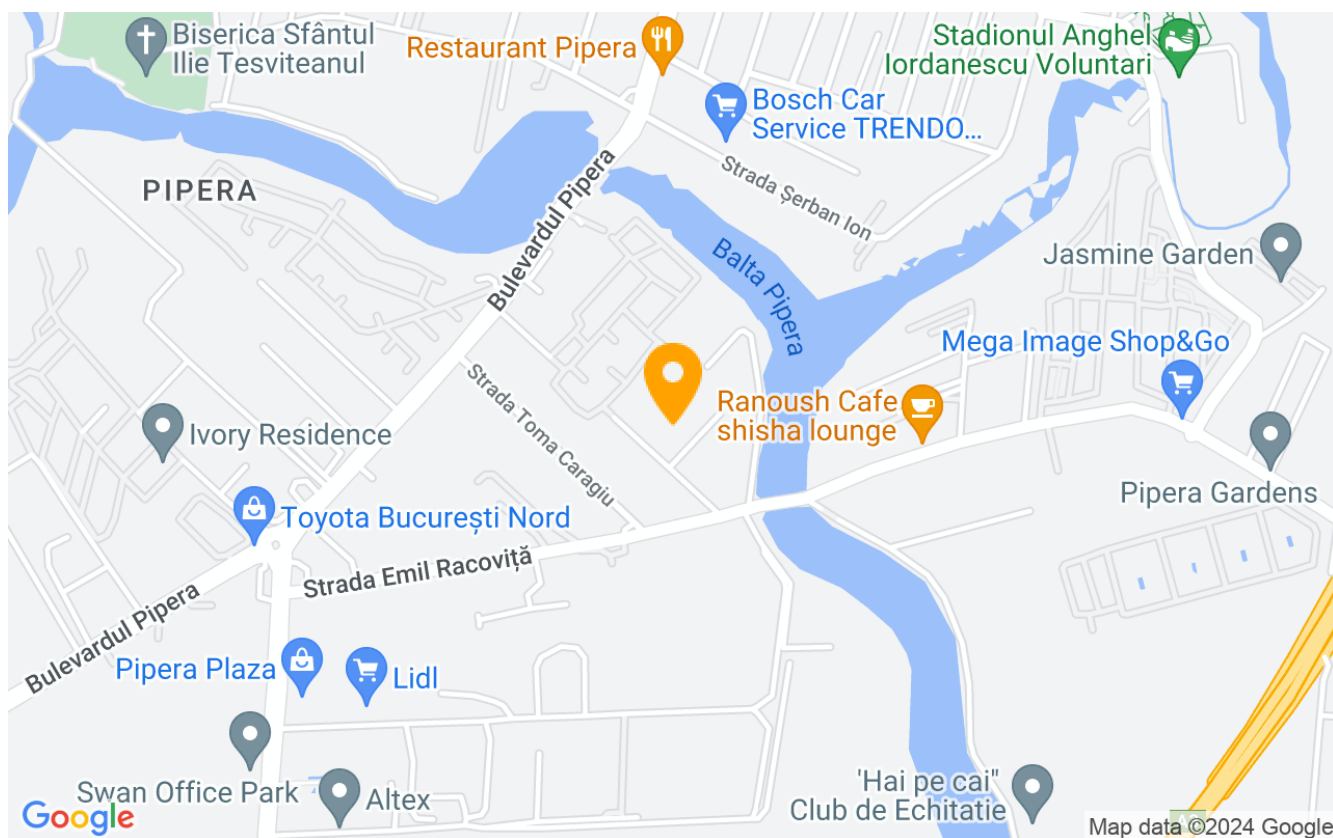 Biserica Sfântul
Ilie Tesviteanul
Restaurant Pipera
Stadionul Anghel
Iordanescu Voluntari
Bosch Car
Service TRENDO...
Strada Șerban Ion
PIPERA
Bulevardul Pipera
Balta Pipera
Jasmine Garden
Mega Image Shop&Go
Strada Toma Caragiu
Ranoush Cafe
shisha lounge
Ivory Residence
Pipera Gardens
Toyota București Nord
Strada Emil Racoviță
Bulevardul Pipera
Pipera Plaza
Lidl
Swan Office Park
Altex
'Hai pe cai"
Club de Echitatie
Google
Map data ©2024 Google